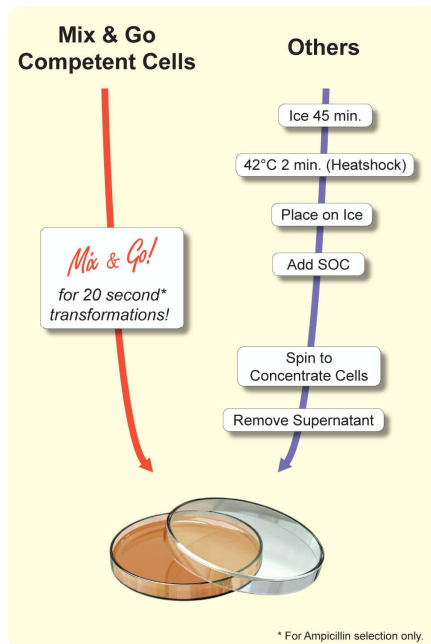 Mix & Go
Competent Cells
Others
Mix & Go!
for 20 second*
transformations!
Ice 45 min.
42°C 2 min. (Heatshock)
Place on Ice
Add SOC
Spin to
Concentrate Cells
Remove Supernatant
* For Ampicillin selection only.